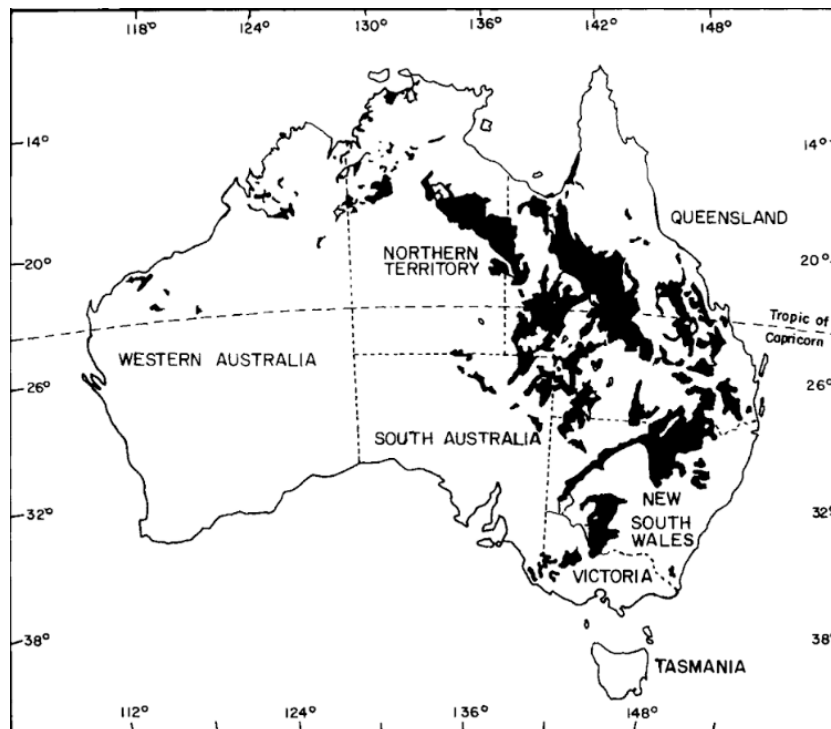 118° 124° 130° 136° 142° 148°
14° 14°
QUEENSLAND
NORTHERN
TERRITORY
20° 20°
Tropic of
Capricorn
WESTERN AUSTRALIA
26° 26°
SOUTH AUSTRALIA
NEW
32° 32°
SOUTH
WALES
VICTORIA
38° 38°
TASMANIA
112° 124° 136° 148°